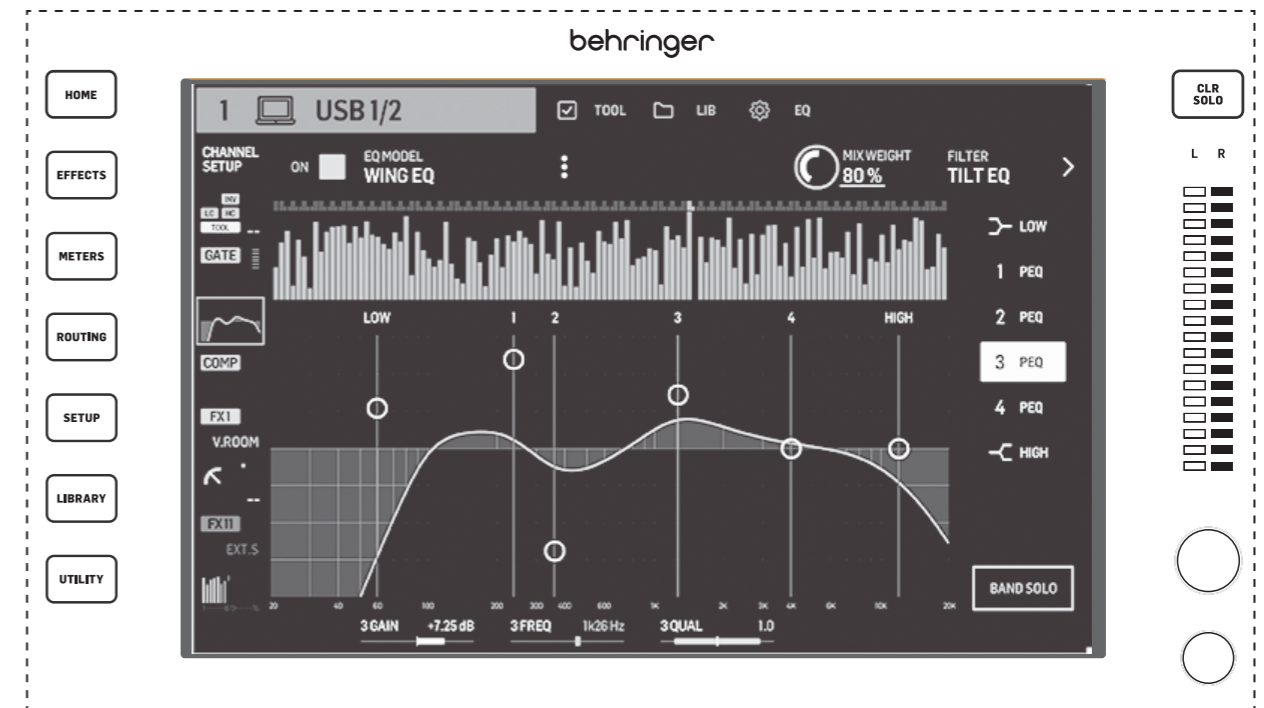 behringer
HOME
EFFECTS
METERS
ROUTING
SETUP
LIBRARY
UTILITY
CLR
SOLO
L R
1 USB 1/2
TOOL LIB EQ
CHANNEL
SETUP
ON
EQ MODEL
WING EQ
MIX WEIGHT
80 %
FILTER
TILT EQ
INV
LC HC
TOOL --
GATE
COMP
FX1
V.ROOM
--
FX11
EXT.S
LOW 1 2 3 4 HIGH
LOW
1 PEQ
2 PEQ
3 PEQ
4 PEQ
HIGH
BAND SOLO
20 40 60 100 200 300 400 600 1K 2K 3K 4K 6K 10K 20K
3 GAIN +7.25 dB 3 FREQ 1k26 Hz 3 QUAL 1.0